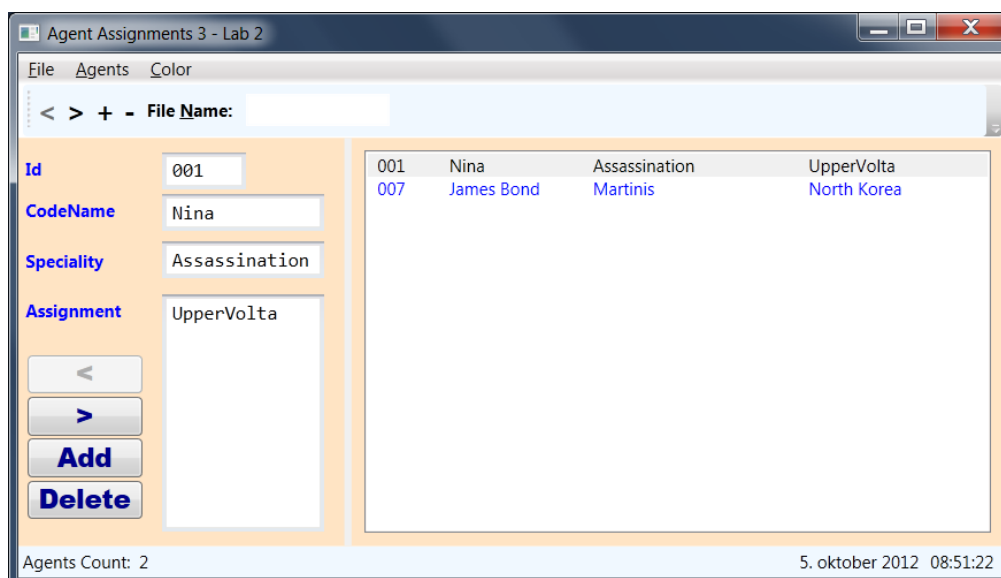 Agent Assignments 3 - Lab 2
File Agents Color
< > + - File Name:
Id 001
CodeName Nina
Speciality Assassination
Assignment UpperVolta
<
>
Add
Delete
001 Nina Assassination UpperVolta
007 James Bond Martinis North Korea
Agents Count: 2 5. oktober 2012 08:51:22